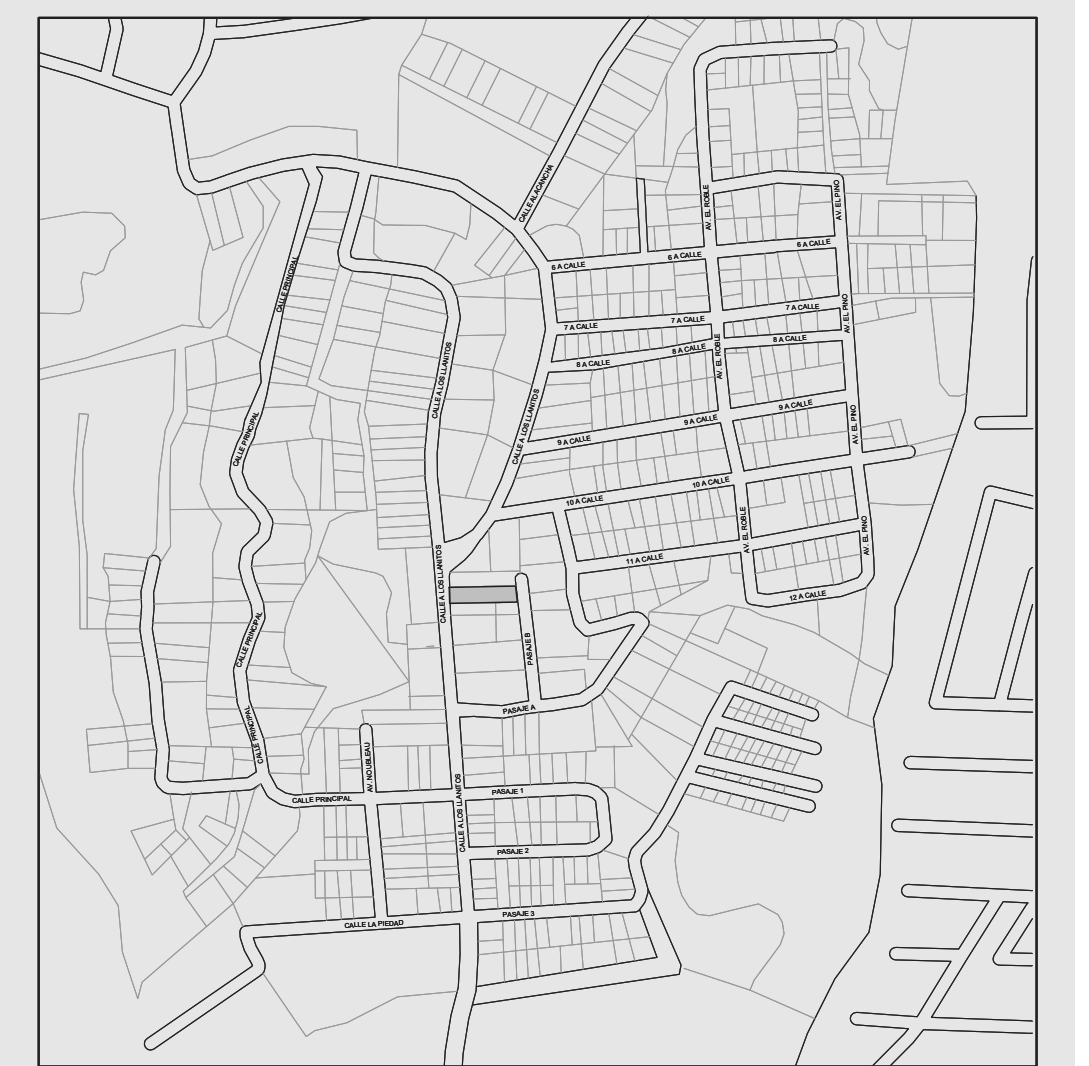 CALLE ALACANCHA
AV. EL ROBLE
AV. EL PINO
6 A CALLE
6 A CALLE
6 A CALLE
CALLE PRINCIPAL
7 A CALLE
7 A CALLE
7 A CALLE
AV. EL PINO
8 A CALLE
8 A CALLE
8 A CALLE
AV. EL ROBLE
CALLE A LOS LLANITOS
CALLE A LOS LLANITOS
CALLE PRINCIPAL
9 A CALLE
9 A CALLE
9 A CALLE
AV. EL PINO
10 A CALLE
10 A CALLE
AV. EL ROBLE
AV. EL PINO
11 A CALLE
CALLE A LOS LLANITOS
12 A CALLE
CALLE PRINCIPAL
PASAJE B
PASAJE A
CALLE PRINCIPAL
AV. NOUBLEAU
CALLE PRINCIPAL
PASAJE 1
CALLE A LOS LLANITOS
PASAJE 2
PASAJE 3
CALLE LA PIEDAD